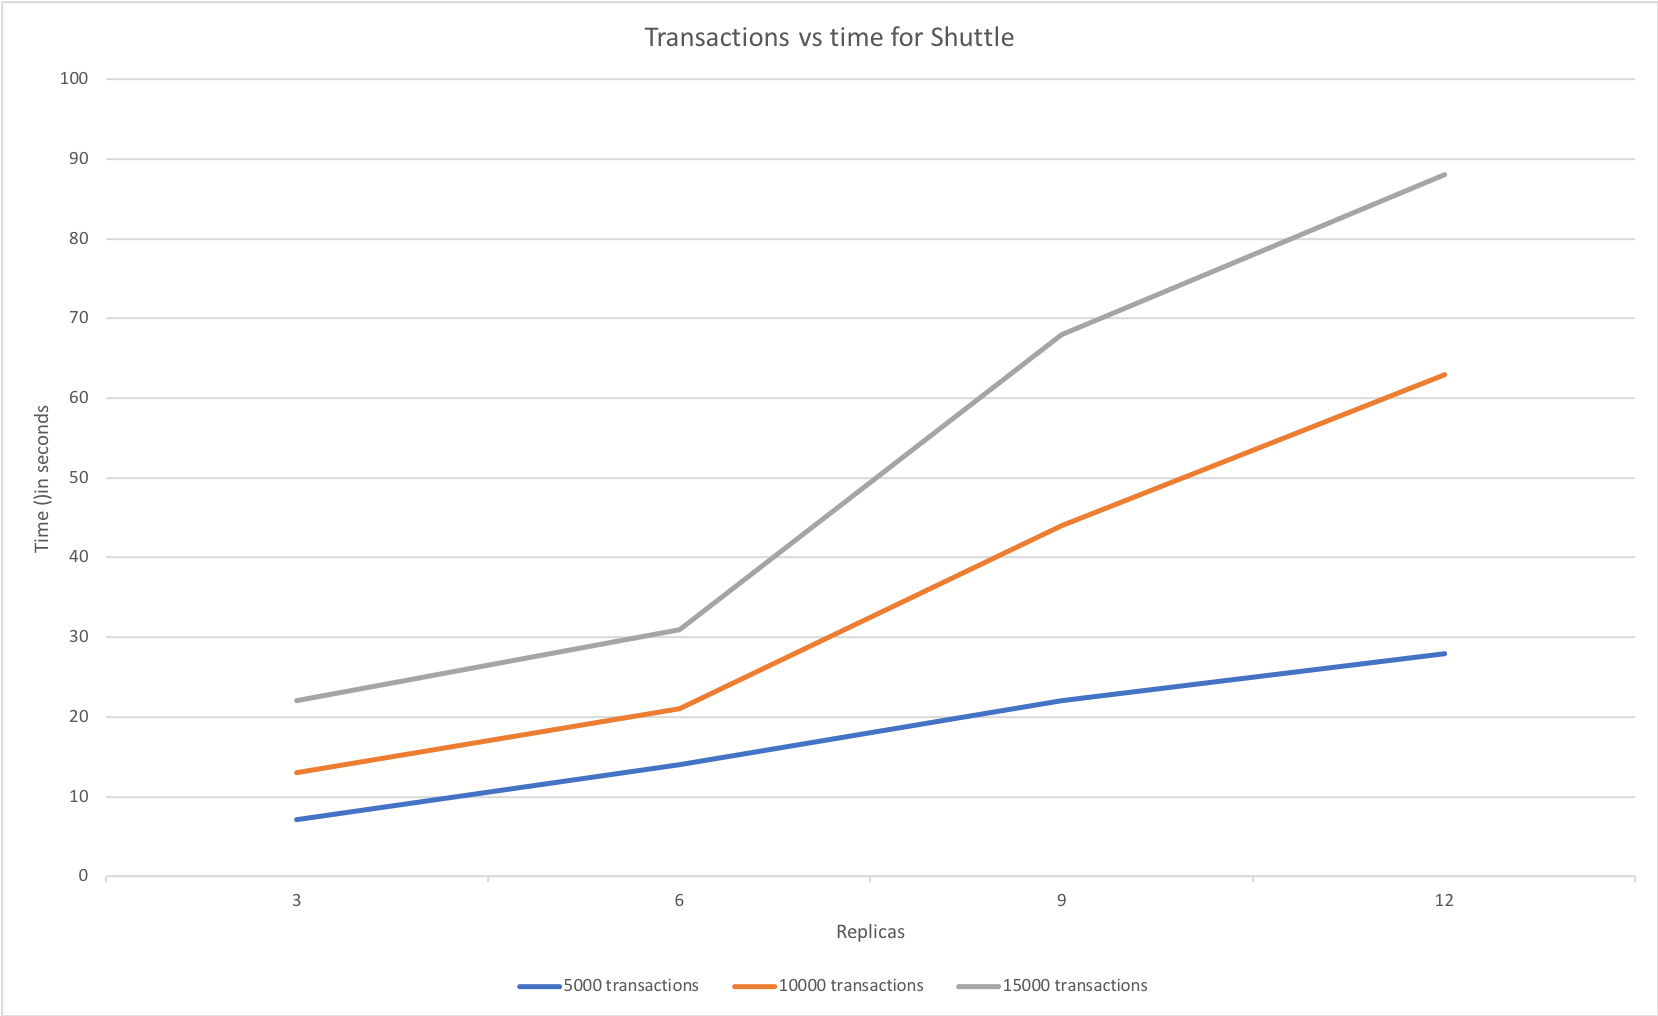 Transactions vs time for Shuttle
100
90
80
70
60
50
40
30
20
10
0
Time ()in seconds
3 6 9 12
Replicas
5000 transactions 10000 transactions 15000 transactions